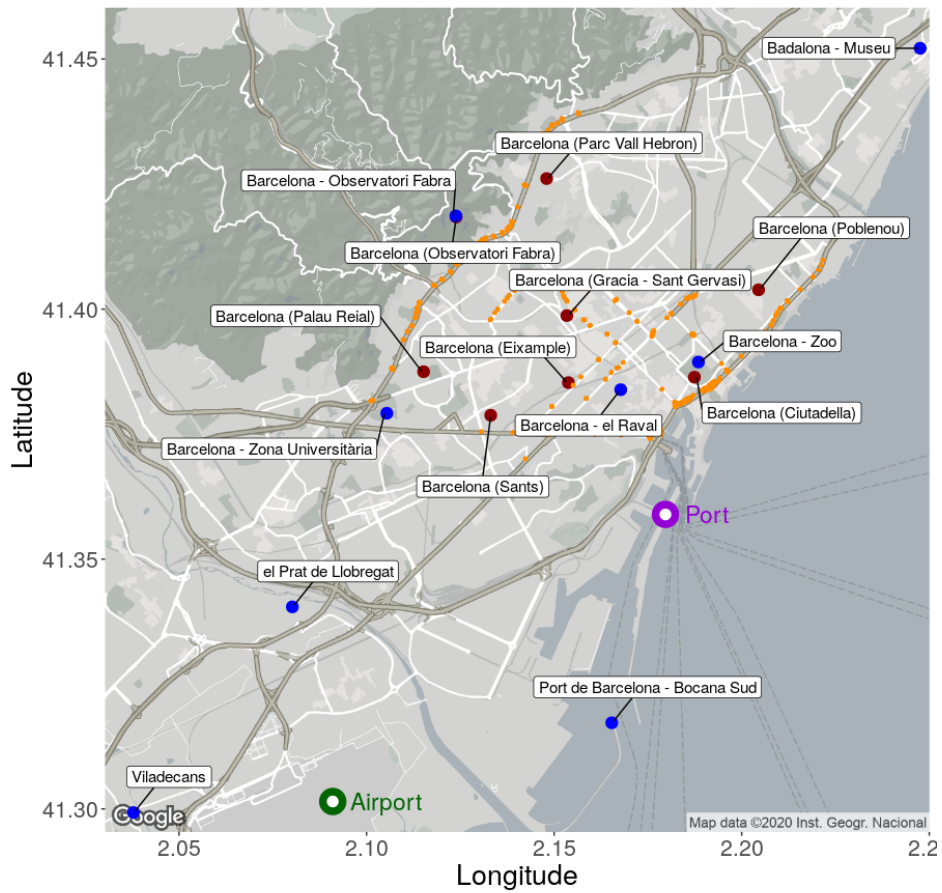 41.45
Badalona - Museu
Barcelona (Parc Vall Hebron)
Barcelona - Observatori Fabra
Barcelona (Poblenou)
Barcelona (Observatori Fabra)
Barcelona (Gracia - Sant Gervasi)
41.40
Barcelona (Palau Reial)
Barcelona (Eixample)
Barcelona - Zoo
Barcelona (Ciutadella)
Barcelona - el Raval
Barcelona - Zona Universitària
Barcelona (Sants)
Latitude
Port
41.35
el Prat de Llobregat
Port de Barcelona - Bocana Sud
Viladecans
Airport
41.30
Google
Map data ©2020 Inst. Geogr. Nacional
2.05
2.10
2.15
2.20
2.2
Longitude